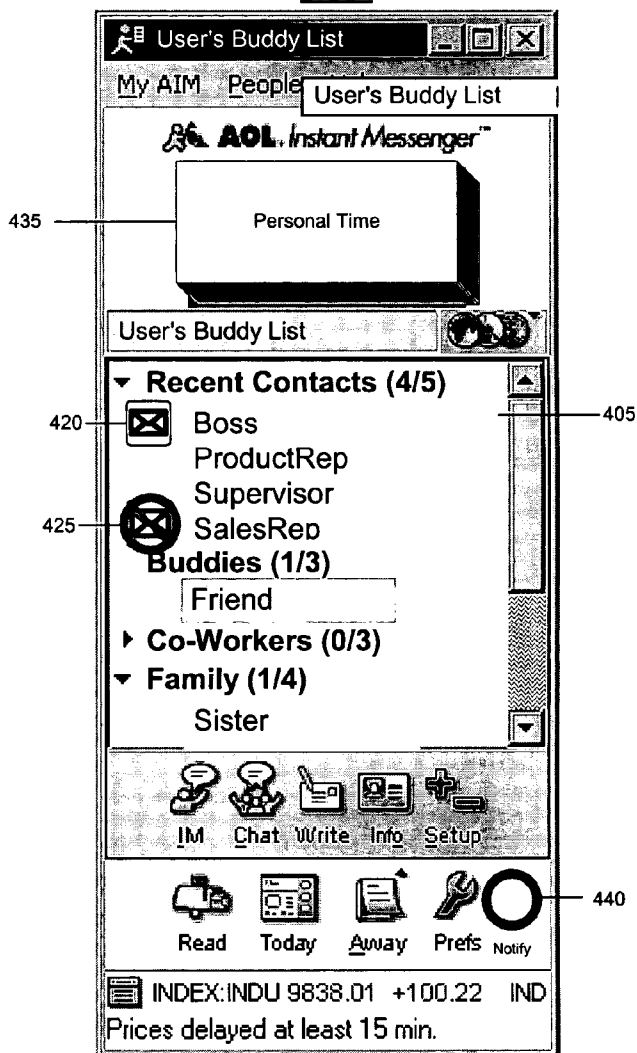 User's Buddy List
My AIM People
User's Buddy List
AOL Instant Messenger™
435
Personal Time
User's Buddy List
Recent Contacts (4/5)
405
420
Boss
ProductRep
Supervisor
425
SalesRep
Buddies (1/3)
Friend
Co-Workers (0/3)
Family (1/4)
Sister
IM Chat Write Info Setup
440
Read Today Away Prefs Notify
INDEX:INDU 9838.01 +100.22 IND
Prices delayed at least 15 min.